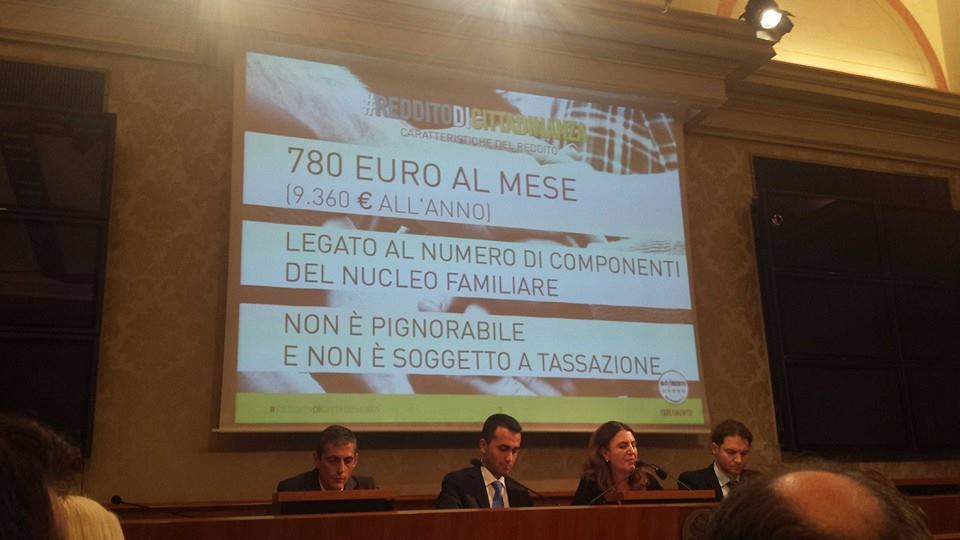 #REDDITODICITTADINANZA
CARATTERISTICHE DEL REDDITO
780 EURO AL MESE
(9.360 € ALL'ANNO)
LEGATO AL NUMERO DI COMPONENTI
DEL NUCLEO FAMILIARE
NON È PIGNORABILE
E NON È SOGGETTO A TASSAZIONE
#REDDITODICITTADINANZA